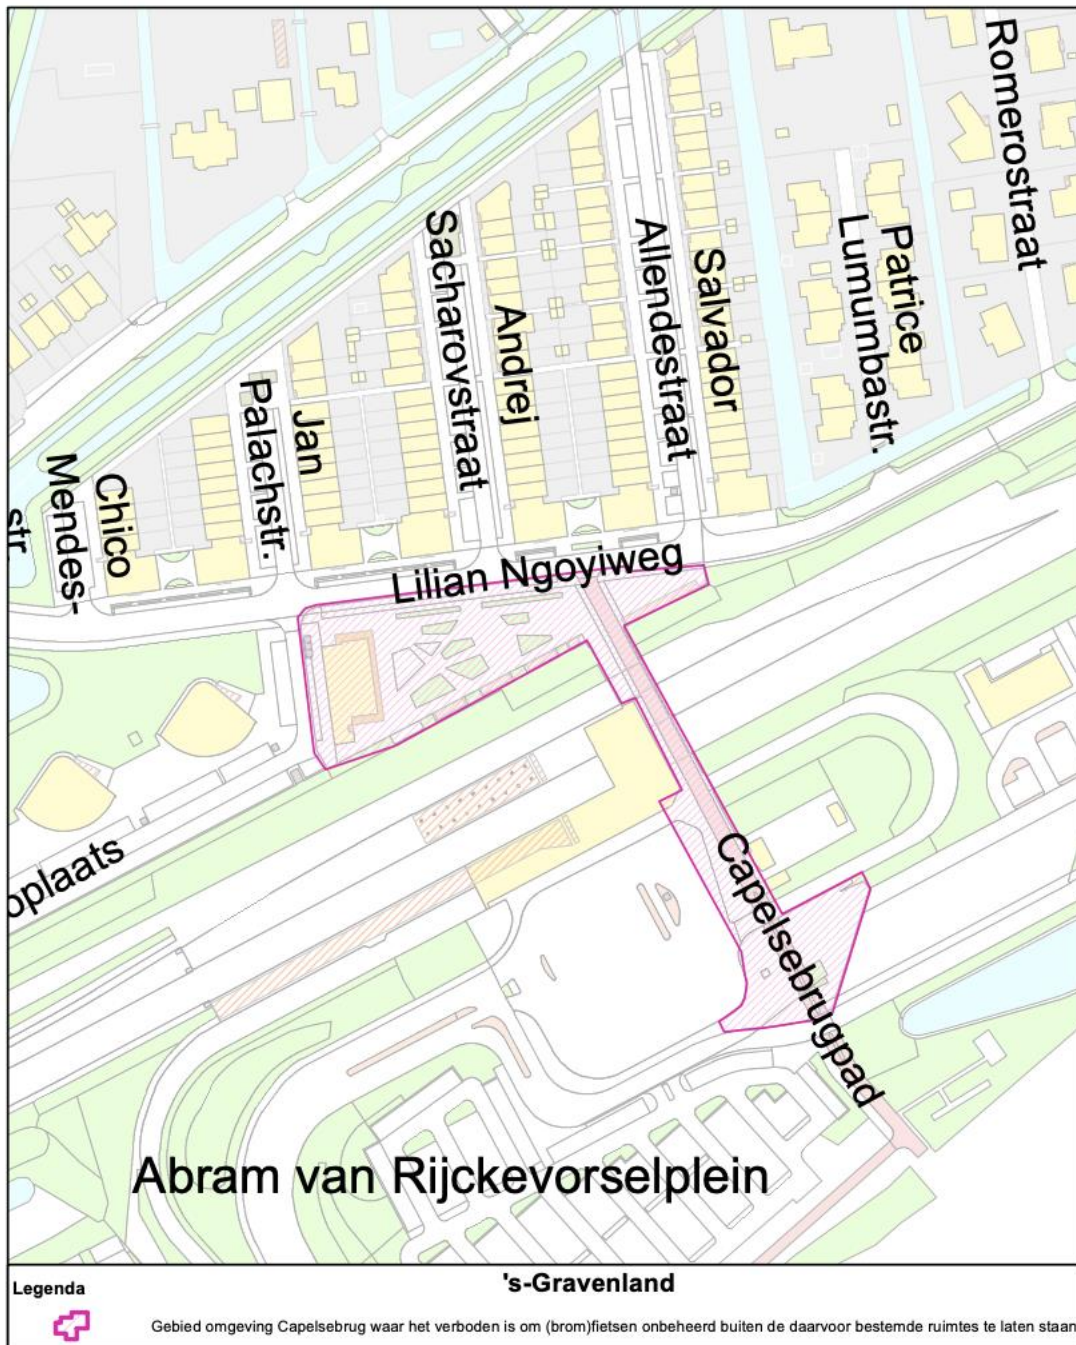 Romerostraat
Patrice
Lumumbastr.
Salvador
Allendestraat
Andrej
Sacharovstraat
Jan
Palachstr.
Chico
Mendes-
str
Lilian Ngoyiweg
oplaats
Capelsebrugpad
Abram van Rijckevorselplein
Legenda
's-Gravenland
Gebied omgeving Capelsebrug waar het verboden is om (brom)fietsen onbeheerd buiten de daarvoor bestemde ruimtes te laten staan